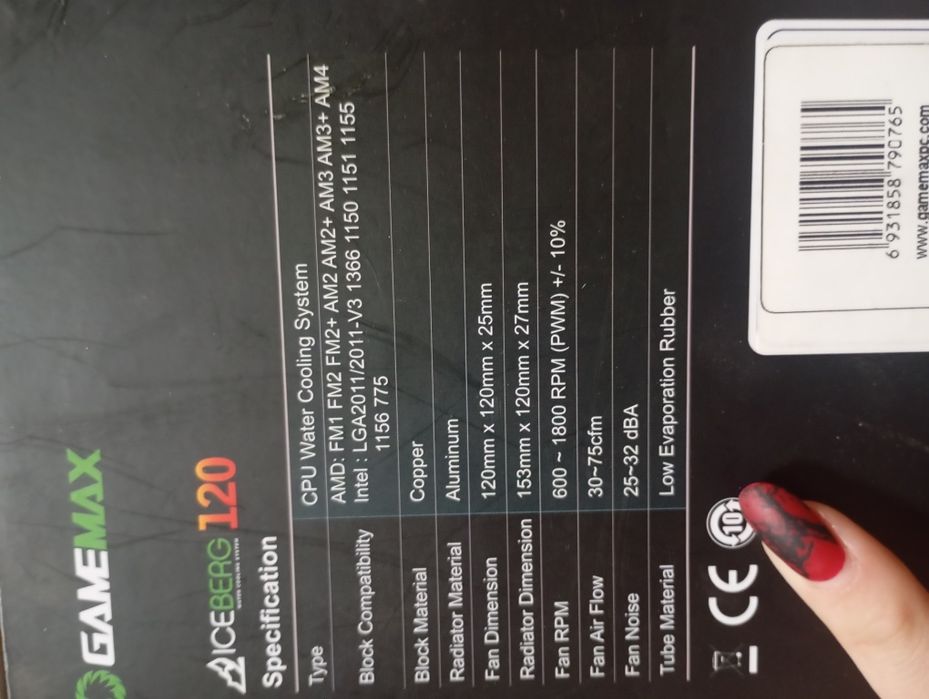 GAMEMAX
ICEBERG 120
WATER COOLING SYSTEM
Specification
Type CPU Water Cooling System
Block Compatibility AMD: FM1 FM2 FM2+ AM2 AM2+ AM3 AM3+ AM4
Intel : LGA2011/2011-V3 1366 1150 1151 1155
1156 775
Block Material Copper
Radiator Material Aluminum
Fan Dimension 120mm x 120mm x 25mm
Radiator Dimension 153mm x 120mm x 27mm
Fan RPM 600 ~ 1800 RPM (PWM) +/- 10%
Fan Air Flow 30~75cfm
Fan Noise 25~32 dBA
Tube Material Low Evaporation Rubber
CE 10
6 931858 790765
www.gamemaxpc.com